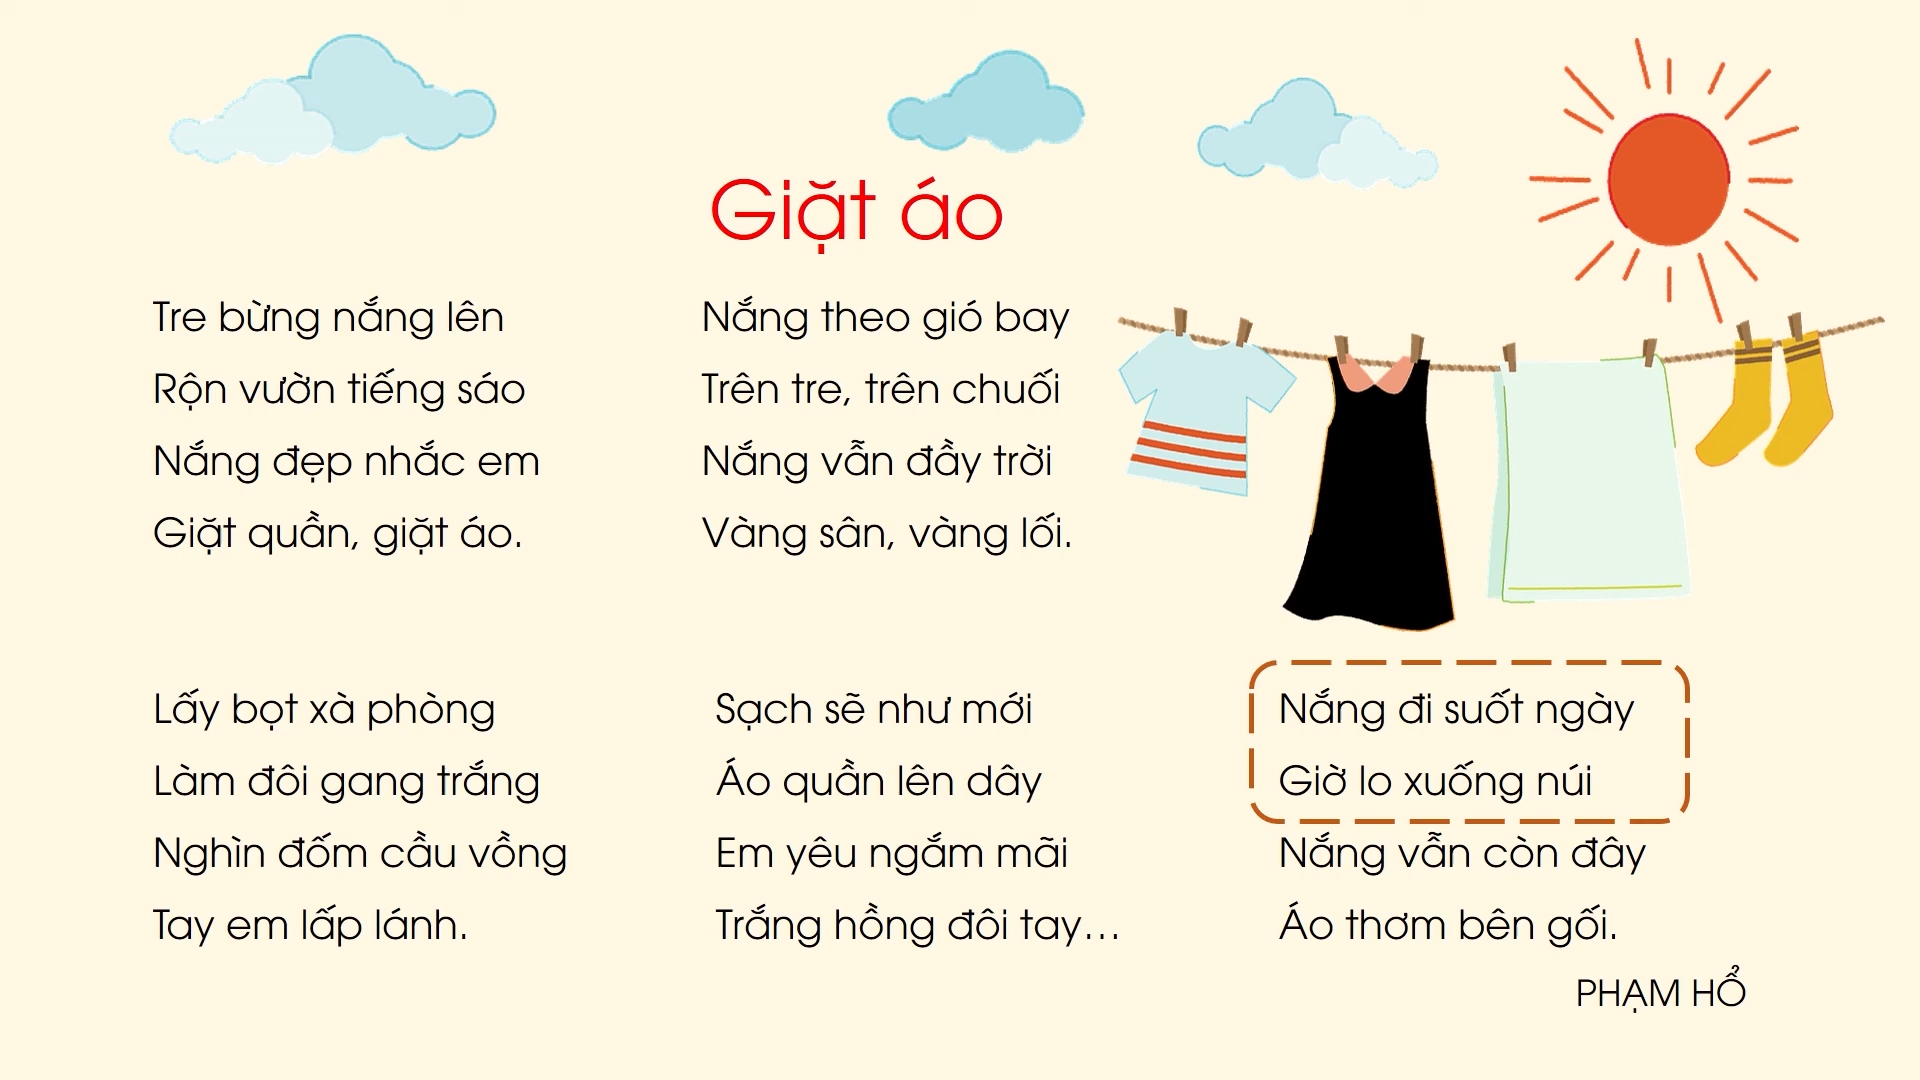 Giặt áo
Tre bừng nắng lên
Rộn vườn tiếng sáo
Nắng đẹp nhắc em
Giặt quần, giặt áo.
Nắng theo gió bay
Trên tre, trên chuối
Nắng vẫn đầy trời
Vàng sân, vàng lối.
Lấy bọt xà phòng
Làm đôi gang trắng
Nghìn đốm cầu vồng
Tay em lấp lánh.
Sạch sẽ như mới
Áo quần lên dây
Em yêu ngắm mãi
Trắng hồng đôi tay...
Nắng đi suốt ngày
Giờ lo xuống núi
Nắng vẫn còn đây
Áo thơm bên gối.
PHẠM HỔ